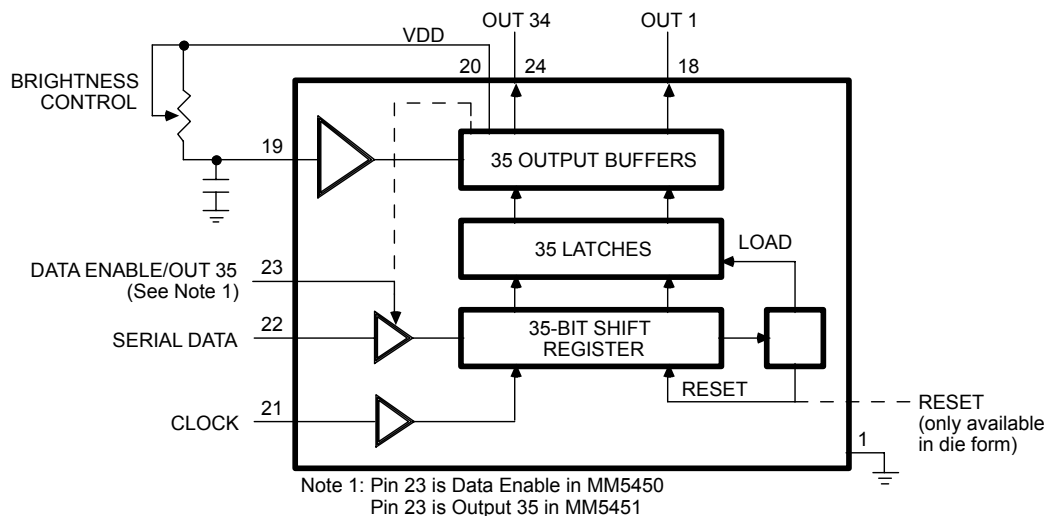 OUT 34
OUT 1
VDD
20
24
18
BRIGHTNESS
CONTROL
19
35 OUTPUT BUFFERS
35 LATCHES
LOAD
DATA ENABLE/OUT 35
(See Note 1)
23
SERIAL DATA
22
35-BIT SHIFT
REGISTER
RESET
CLOCK
21
RESET
(only available
in die form)
1
Note 1: Pin 23 is Data Enable in MM5450
Pin 23 is Output 35 in MM5451